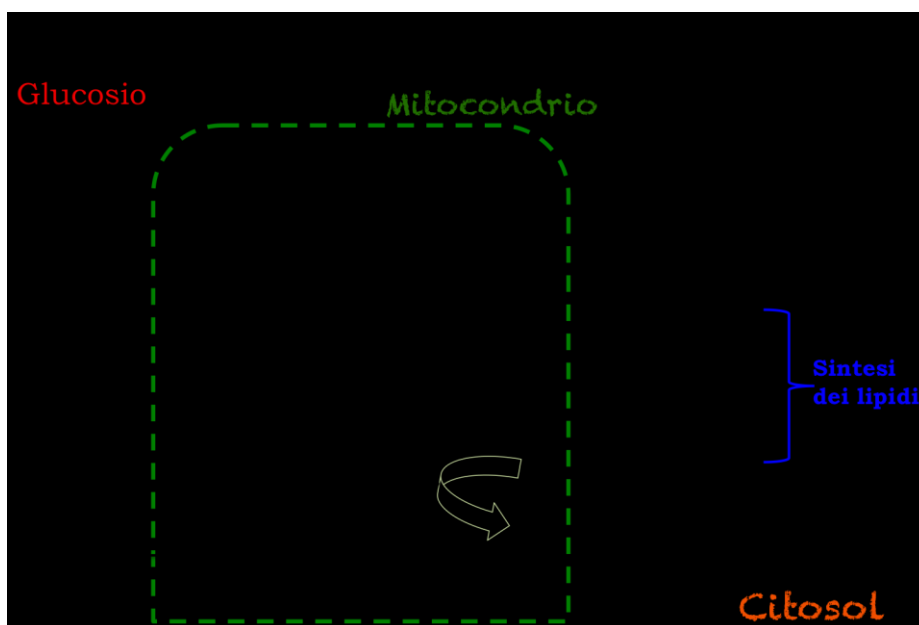 Glucosio
Mitocondrio
Sintesi
dei lipidi
Citosol